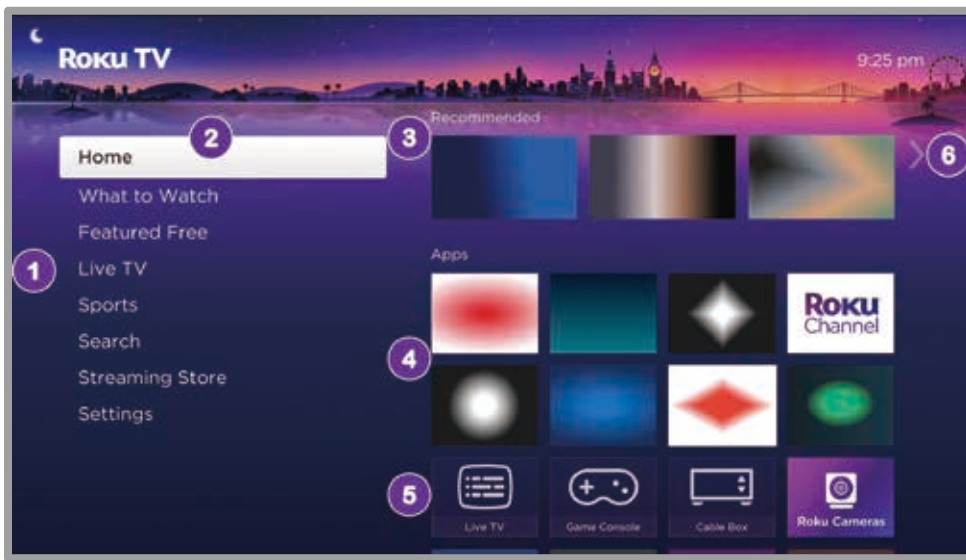 Roku TV
9:25 pm
2
Recommended
3
6
Home
What to Watch
Featured Free
1
Live TV
Sports
Search
Streaming Store
Settings
Apps
Roku
Channel
4
5
Live TV
Game Console
Cable Box
Roku Cameras